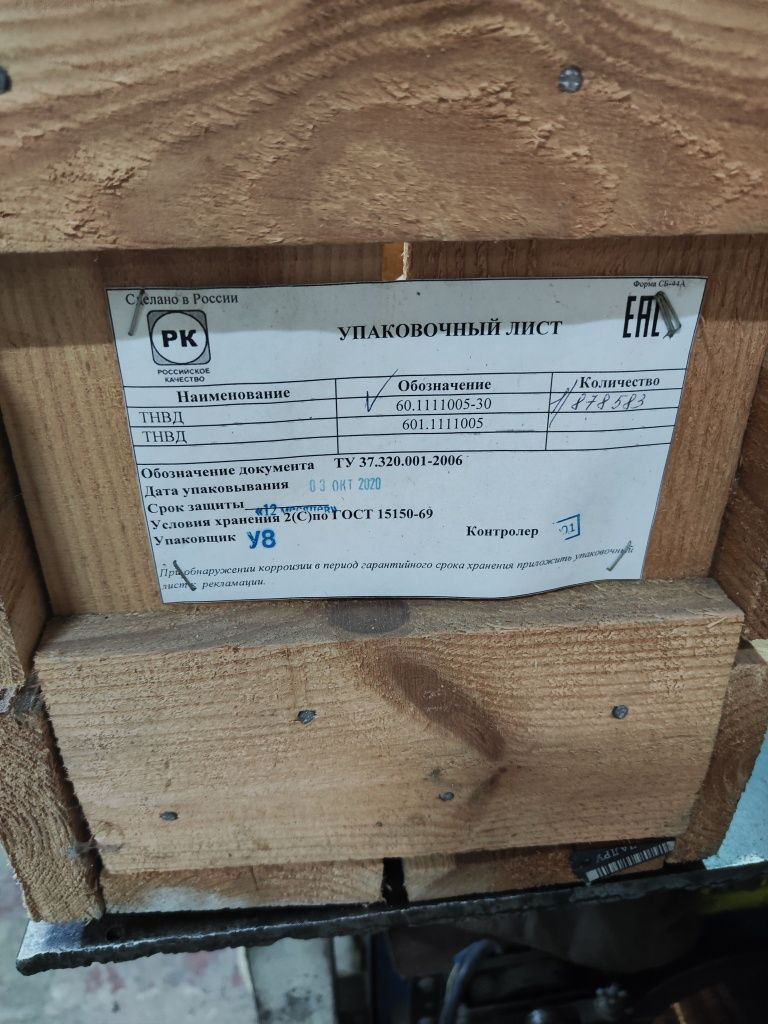 Сделано в России
Форма СБ-44А
РК
РОССИЙСКОЕ
КАЧЕСТВО
УПАКОВОЧНЫЙ ЛИСТ
EAC
Наименование Обозначение Количество
ТНВД 60.1111005-30 1/ 878583
ТНВД 601.1111005
Обозначение документа ТУ 37.320.001-2006
Дата упаковывания 03 ОКТ 2020
Срок защиты «12 месяцев»
Условия хранения 2(С)по ГОСТ 15150-69
Упаковщик У8 Контролер 21
При обнаружении корроизии в период гарантийного срока хранения приложить упаковочный
лист к рекламации.